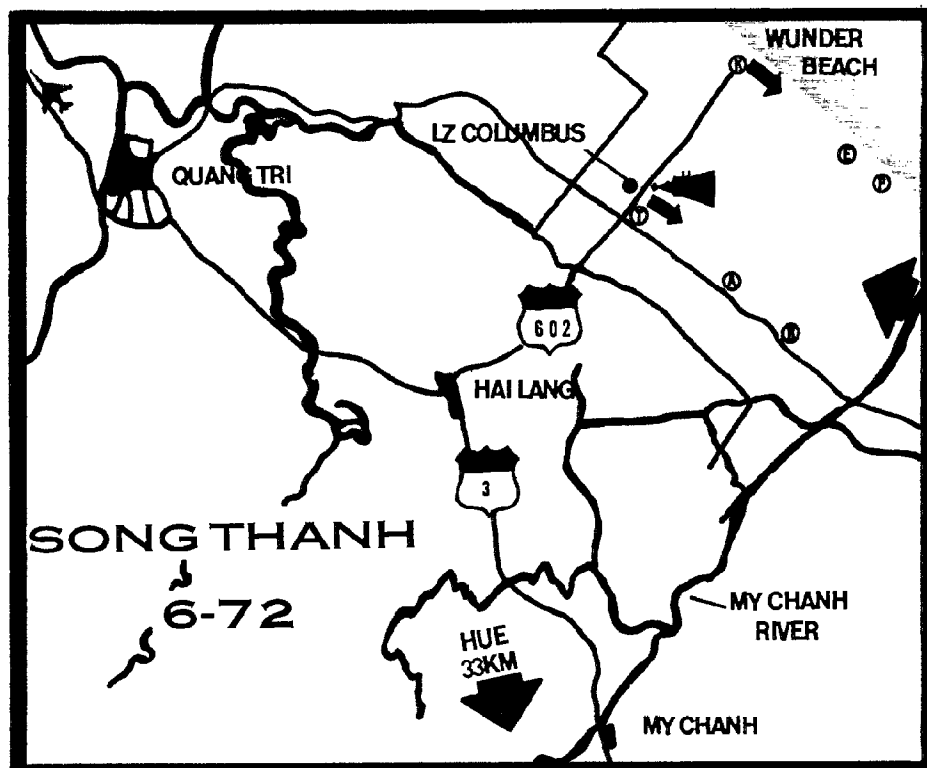 WUNDER
BEACH
R
LZ COLUMBUS
E
P
QUANG TRI
T
A
602
HAI LANG
3
SONG THANH
6-72
MY CHANH
RIVER
HUE
33KM
MY CHANH